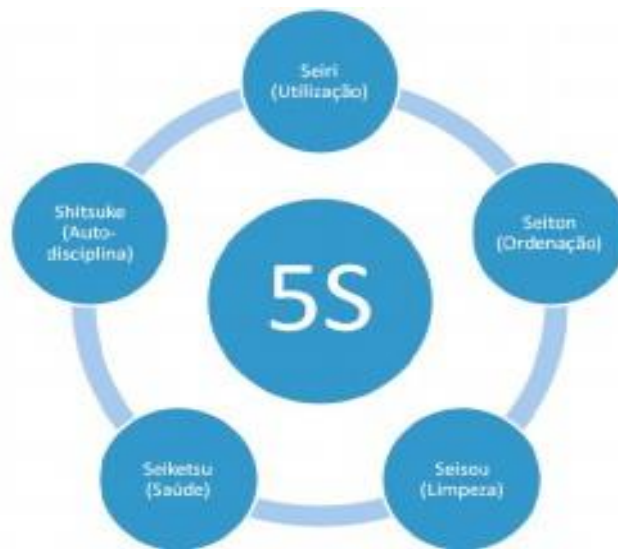 Seiri
(Utilização)
Seiton
(Ordenação)
Seisou
(Limpeza)
Seiketsu
(Saúde)
Shitsuke
(Auto-
disciplina)
5S